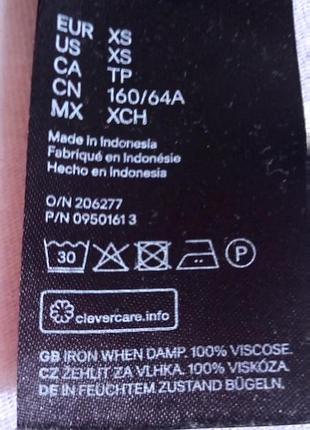 EUR XS
US XS
CA TP
CN 160/64A
MX XCH
Made in Indonesia
Fabriqué en Indonésie
Hecho en Indonesia
O/N 206277
P/N 0950161 3
30
P
clevercare.info
GB IRON WHEN DAMP. 100% VISCOSE.
CZ ŽEHLIT ZA VLHKA. 100% VISKÓZA.
DE IN FEUCHTEM ZUSTAND BÜGELN.